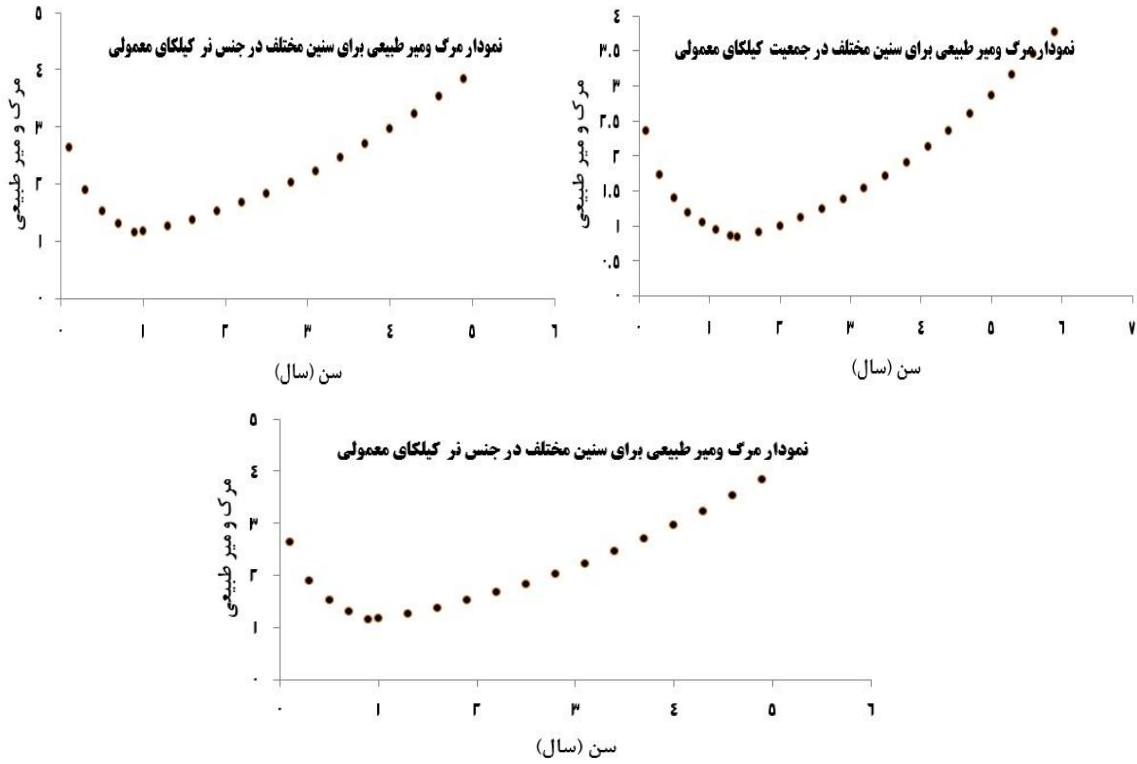 نمودار مرگ ومیر طبیعی برای سنین مختلف در جنس نر کیلکای معمولی
مرگ و میر طبیعی
۵
٤
۳
۲
۱
۰
۰ ۱ ۲ ۳ ٤ ۵ ٦
سن (سال)
نمودار مرگ ومیر طبیعی برای سنین مختلف در جمعیت کیلکای معمولی
مرگ و میر طبیعی
٤
۳.۵
۳
۲.۵
۲
۱.۵
۱
۰.۵
۰
۰ ۱ ۲ ۳ ٤ ۵ ٦ ۷
سن (سال)
نمودار مرگ ومیر طبیعی برای سنین مختلف در جنس نر کیلکای معمولی
مرگ و میر طبیعی
۵
٤
۳
۲
۱
۰
۰ ۱ ۲ ۳ ٤ ۵ ٦
سن (سال)